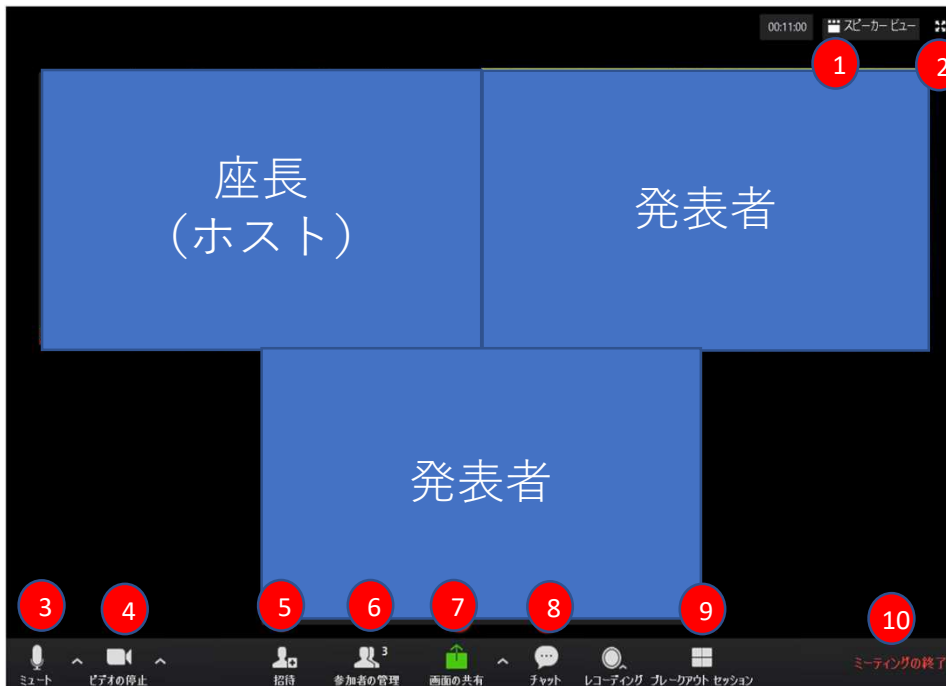 00:11:00 スピーカー ビュー
1
2
座長
（ホスト）
発表者
発表者
3
4
5
6
7
8
9
10
3
ミュート
ビデオの停止
招待
参加者の管理
画面の共有
チャット
レコーディング
ブレークアウト セッション
ミーティングの終了